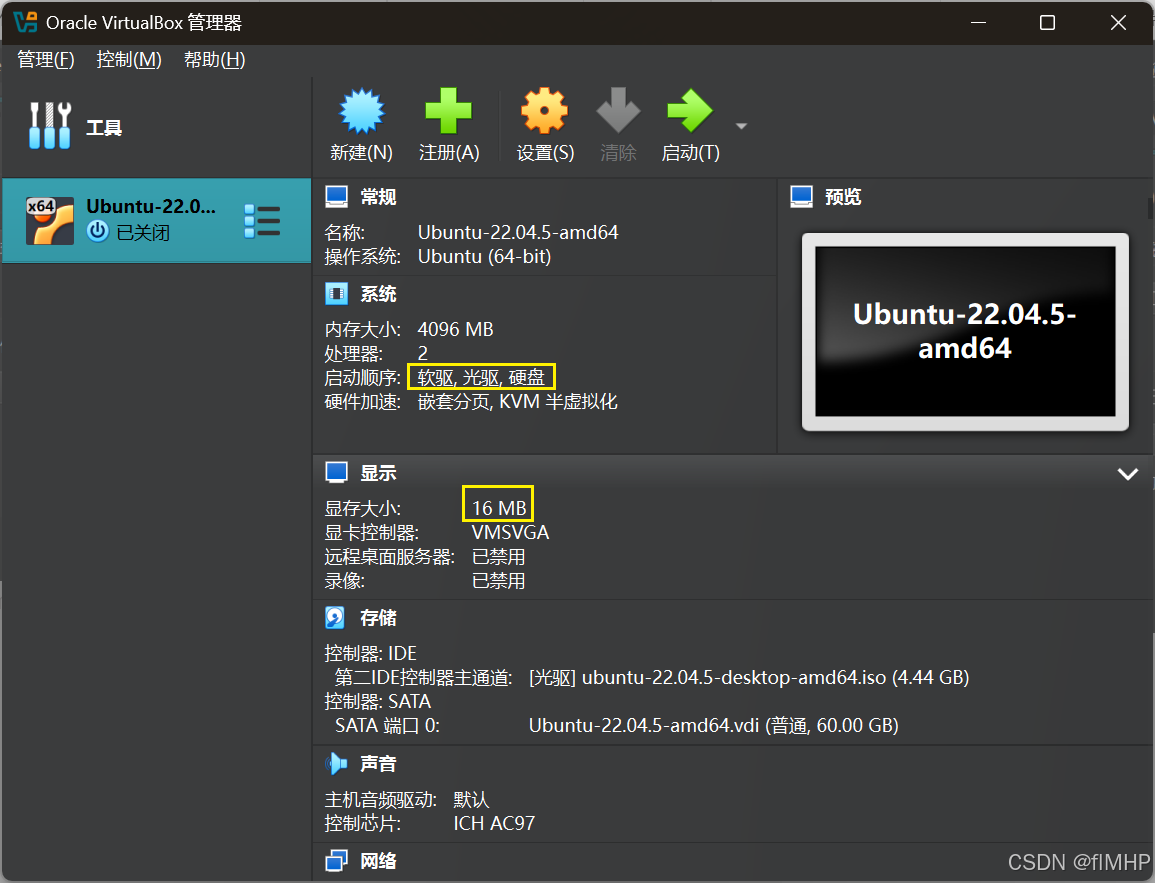 Oracle VirtualBox 管理器
管理(F) 控制(M) 帮助(H)
工具
新建(N) 注册(A) 设置(S) 清除 启动(T)
x64
Ubuntu-22.0...
已关闭
常规
名称: Ubuntu-22.04.5-amd64
操作系统: Ubuntu (64-bit)
系统
内存大小: 4096 MB
处理器: 2
启动顺序: 软驱, 光驱, 硬盘
硬件加速: 嵌套分页, KVM 半虚拟化
预览
Ubuntu-22.04.5-
amd64
显示
显存大小: 16 MB
显卡控制器: VMSVGA
远程桌面服务器: 已禁用
录像: 已禁用
存储
控制器: IDE
第二IDE控制器主通道: [光驱] ubuntu-22.04.5-desktop-amd64.iso (4.44 GB)
控制器: SATA
SATA 端口 0: Ubuntu-22.04.5-amd64.vdi (普通, 60.00 GB)
声音
主机音频驱动: 默认
控制芯片: ICH AC97
网络
CSDN @flMHP